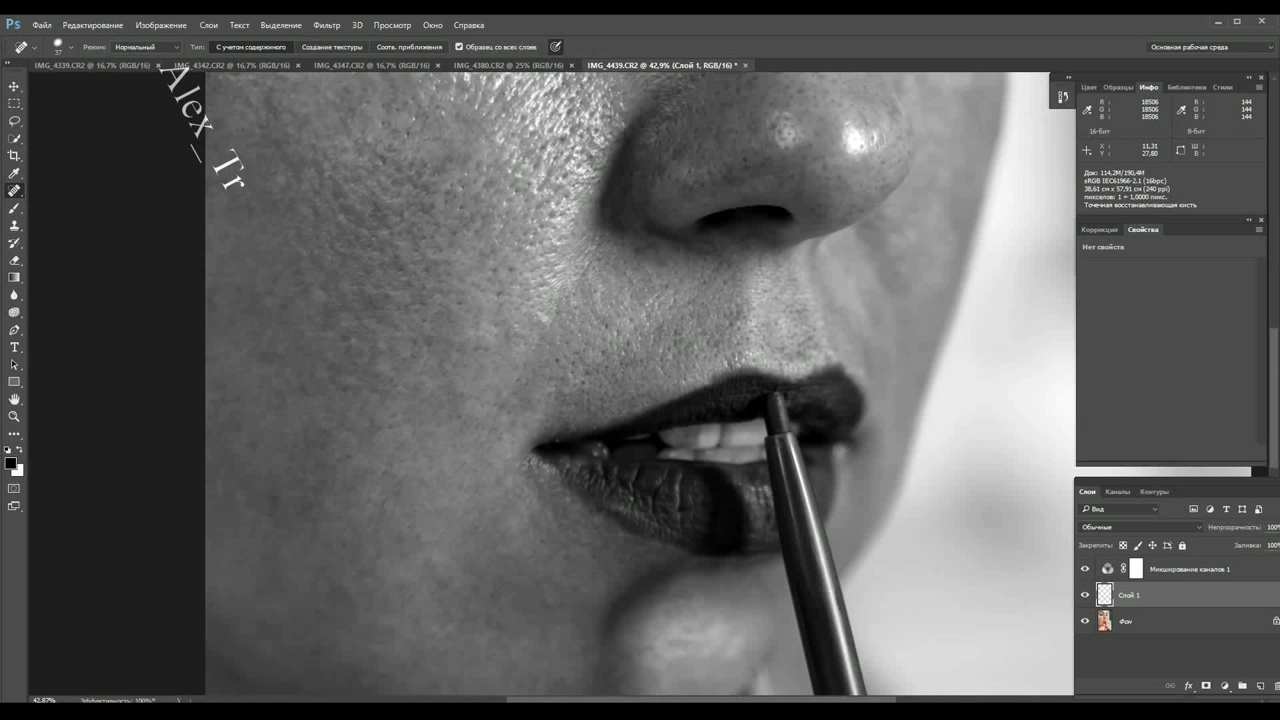 Ps Файл Редактирование Изображение Слои Текст Выделение Фильтр 3D Просмотр Окно Справка
37 Режим: Нормальный Тип: С учетом содержимого Создание текстуры Соотв. приближения Образец со всех слоев Основная рабочая среда
IMG_4339.CR2 @ 16,7% (RGB/16) × IMG_4342.CR2 @ 16,7% (RGB/16) × IMG_4347.CR2 @ 16,7% (RGB/16) × IMG_4380.CR2 @ 25% (RGB/16) × IMG_4439.CR2 @ 42,9% (Слой 1, RGB/16) * ×
Alex_Tr
Цвет Образцы Инфо Библиотеки Стили
R : 18506 R : 144
G : 18506 G : 144
B : 18506 B : 144
16-бит 8-бит
X : 11,31 Ш :
Y : 27,80 В :
Док: 114,2M/190,4M
sRGB IEC61966-2.1 (16bpc)
38,61 см x 57,91 см (240 ppi)
пикселов: 1 = 1,0000 пикс.
Точечная восстанавливающая кисть
Коррекция Свойства
Нет свойств
Слои Каналы Контуры
Вид
Обычные Непрозрачность: 100%
Закрепить: Заливка: 100%
Микширование каналов 1
Слой 1
Фон
42,87% Эффективность: 100%*